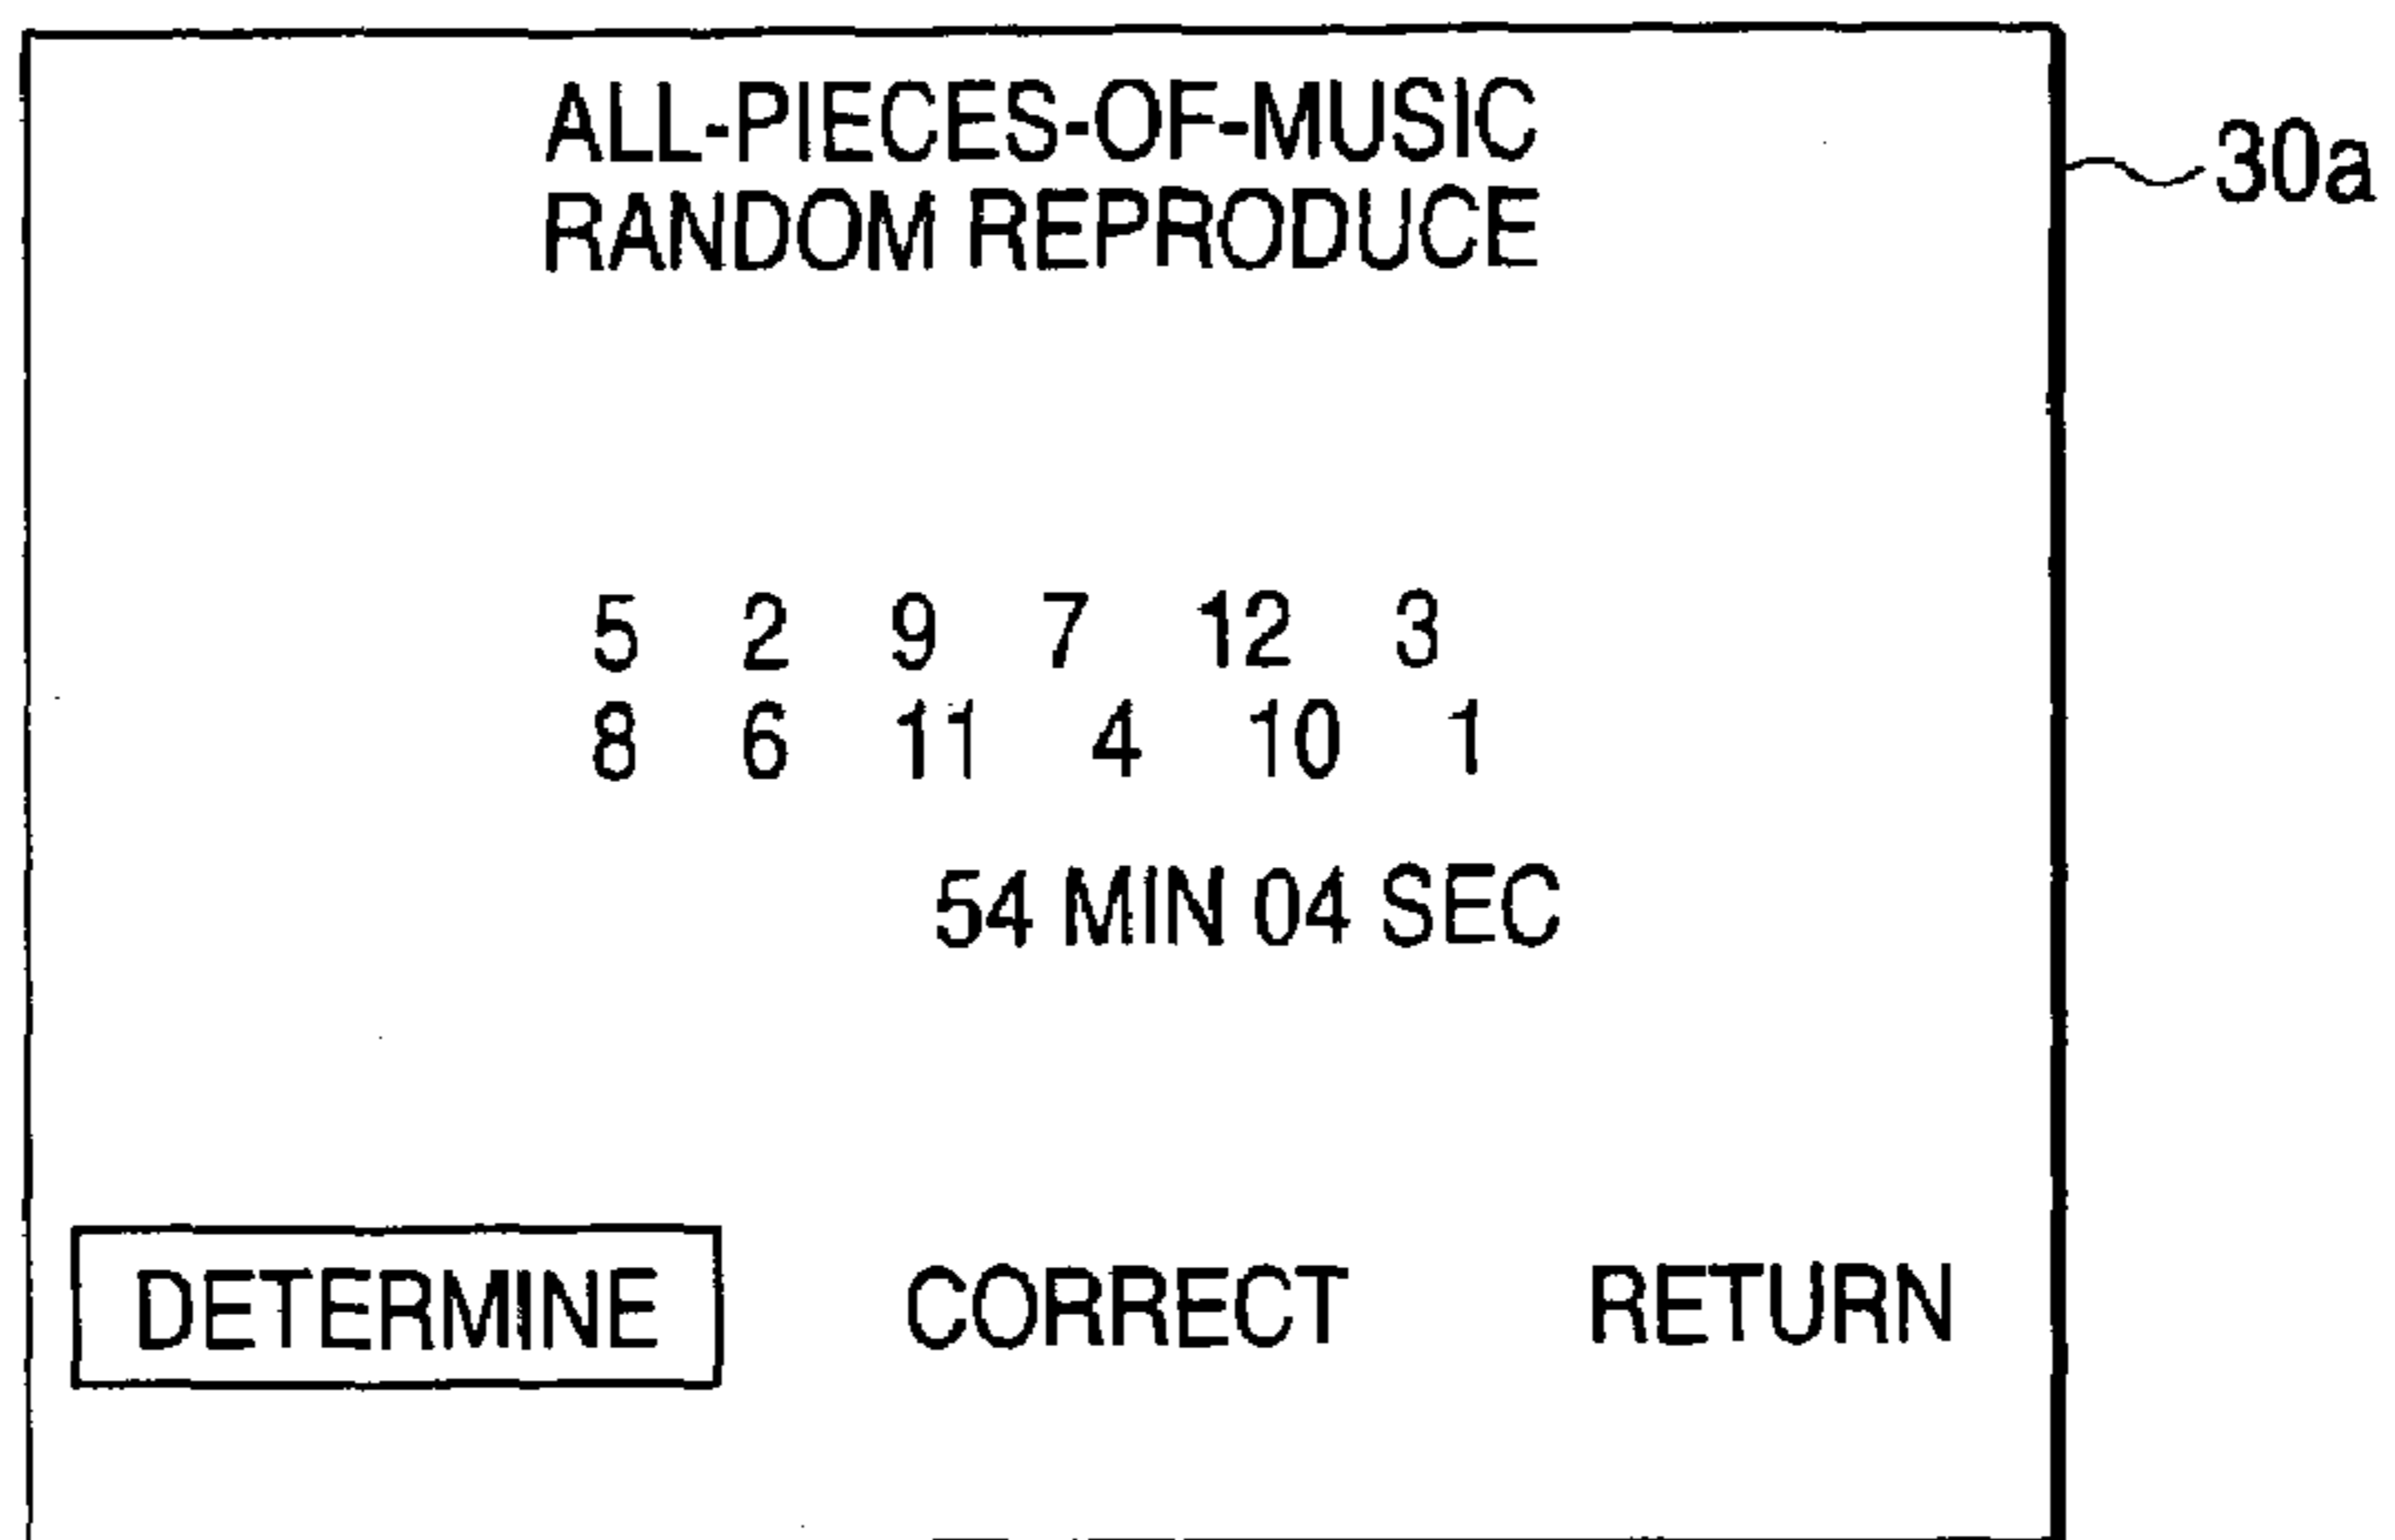 ALL-PIECES-OF-MUSIC
30a
RANDOM REPRODUCE
5 2 9 7 12 3
8 6 11 4 10 1
54 MIN 04 SEC
DETERMINE CORRECT RETURN